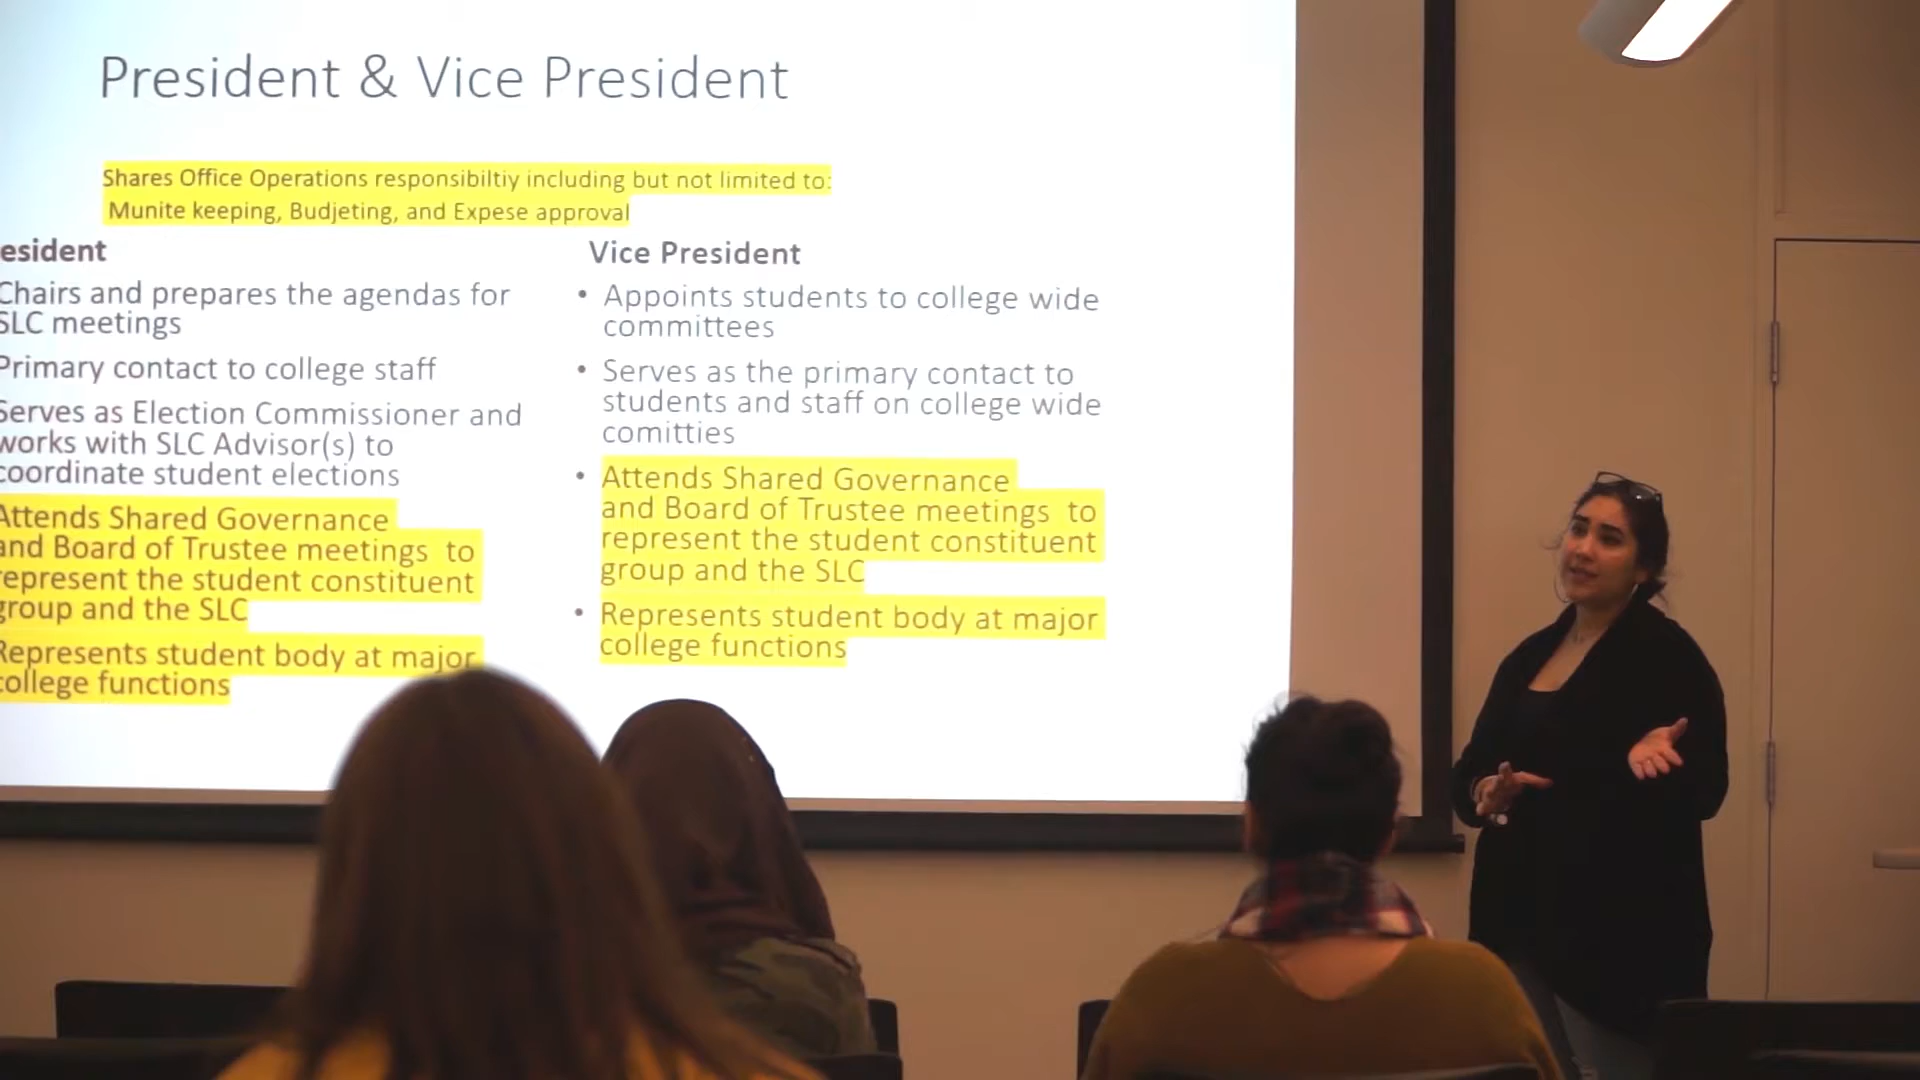 President & Vice President
Shares Office Operations responsibiltiy including but not limited to:
Munite keeping, Budjeting, and Expese approval
esident
Chairs and prepares the agendas for
SLC meetings
Primary contact to college staff
Serves as Election Commissioner and
works with SLC Advisor(s) to
coordinate student elections
Attends Shared Governance
and Board of Trustee meetings to
represent the student constituent
group and the SLC
Represents student body at major
college functions
Vice President
• Appoints students to college wide
committees
• Serves as the primary contact to
students and staff on college wide
comitties
• Attends Shared Governance
and Board of Trustee meetings to
represent the student constituent
group and the SLC
• Represents student body at major
college functions